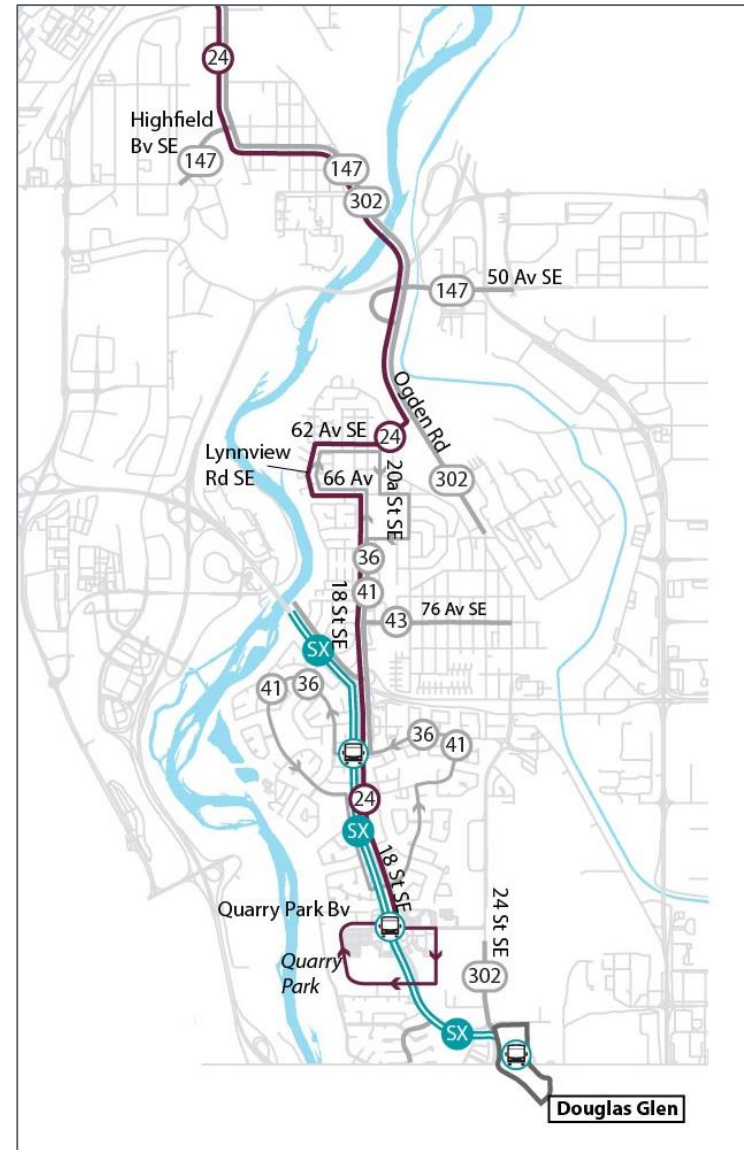 24
Highfield
Bv SE
147
147
302
147
50 Av SE
Ogden Rd
62 Av SE
24
Lynnview
Rd SE
66 Av
20a St SE
302
36
41
18 St SE
43
76 Av SE
SX
41
36
36
41
24
SX
18 St SE
Quarry Park Bv
24 St SE
Quarry
Park
302
SX
Douglas Glen